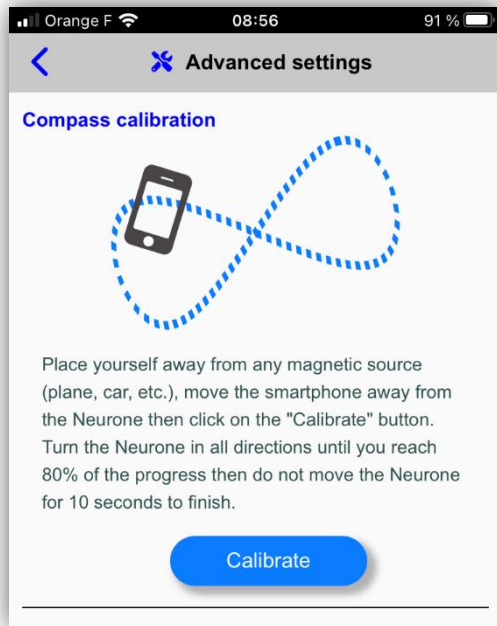 Orange F 08:56 91 %
Advanced settings
Compass calibration
Place yourself away from any magnetic source
(plane, car, etc.), move the smartphone away from
the Neurone then click on the "Calibrate" button.
Turn the Neurone in all directions until you reach
80% of the progress then do not move the Neurone
for 10 seconds to finish.
Calibrate